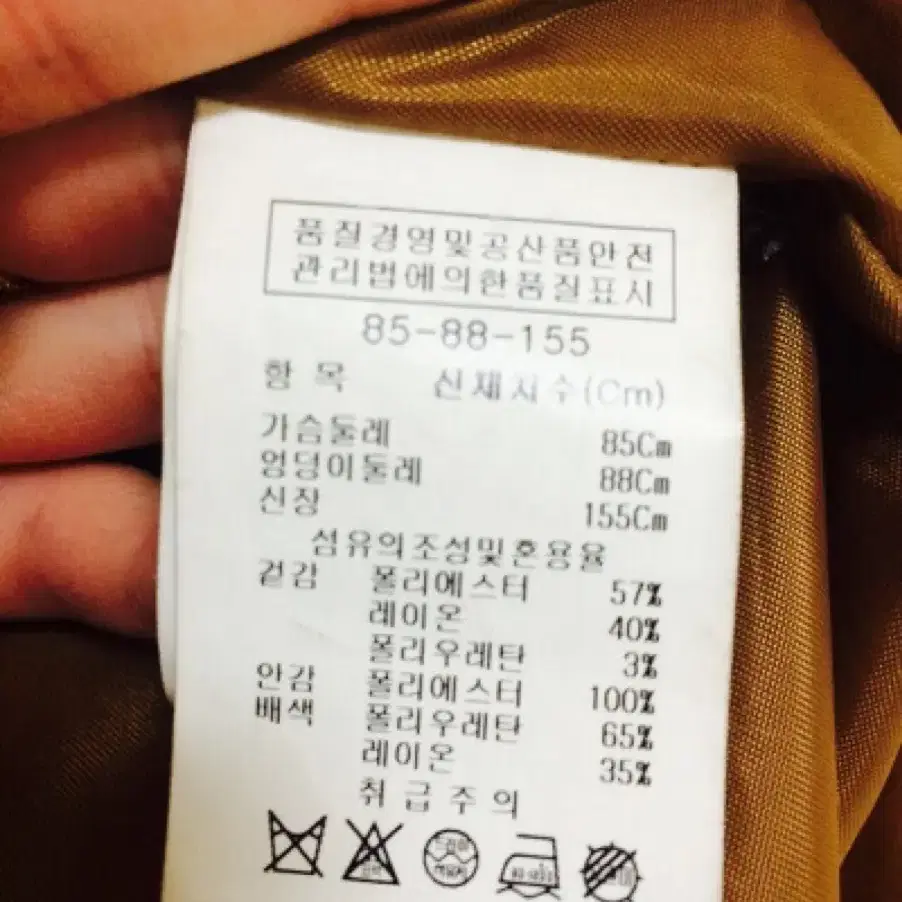 품질경영및공산품안전
관리법에의한품질표시
85-88-155
항 목 신체치수(Cm)
가슴둘레 85Cm
엉덩이둘레 88Cm
신장 155Cm
섬유의조성및혼용율
겉감 폴리에스터 57%
레이온 40%
폴리우레탄 3%
안감 폴리에스터 100%
배색 폴리우레탄 65%
레이온 35%
취급주의